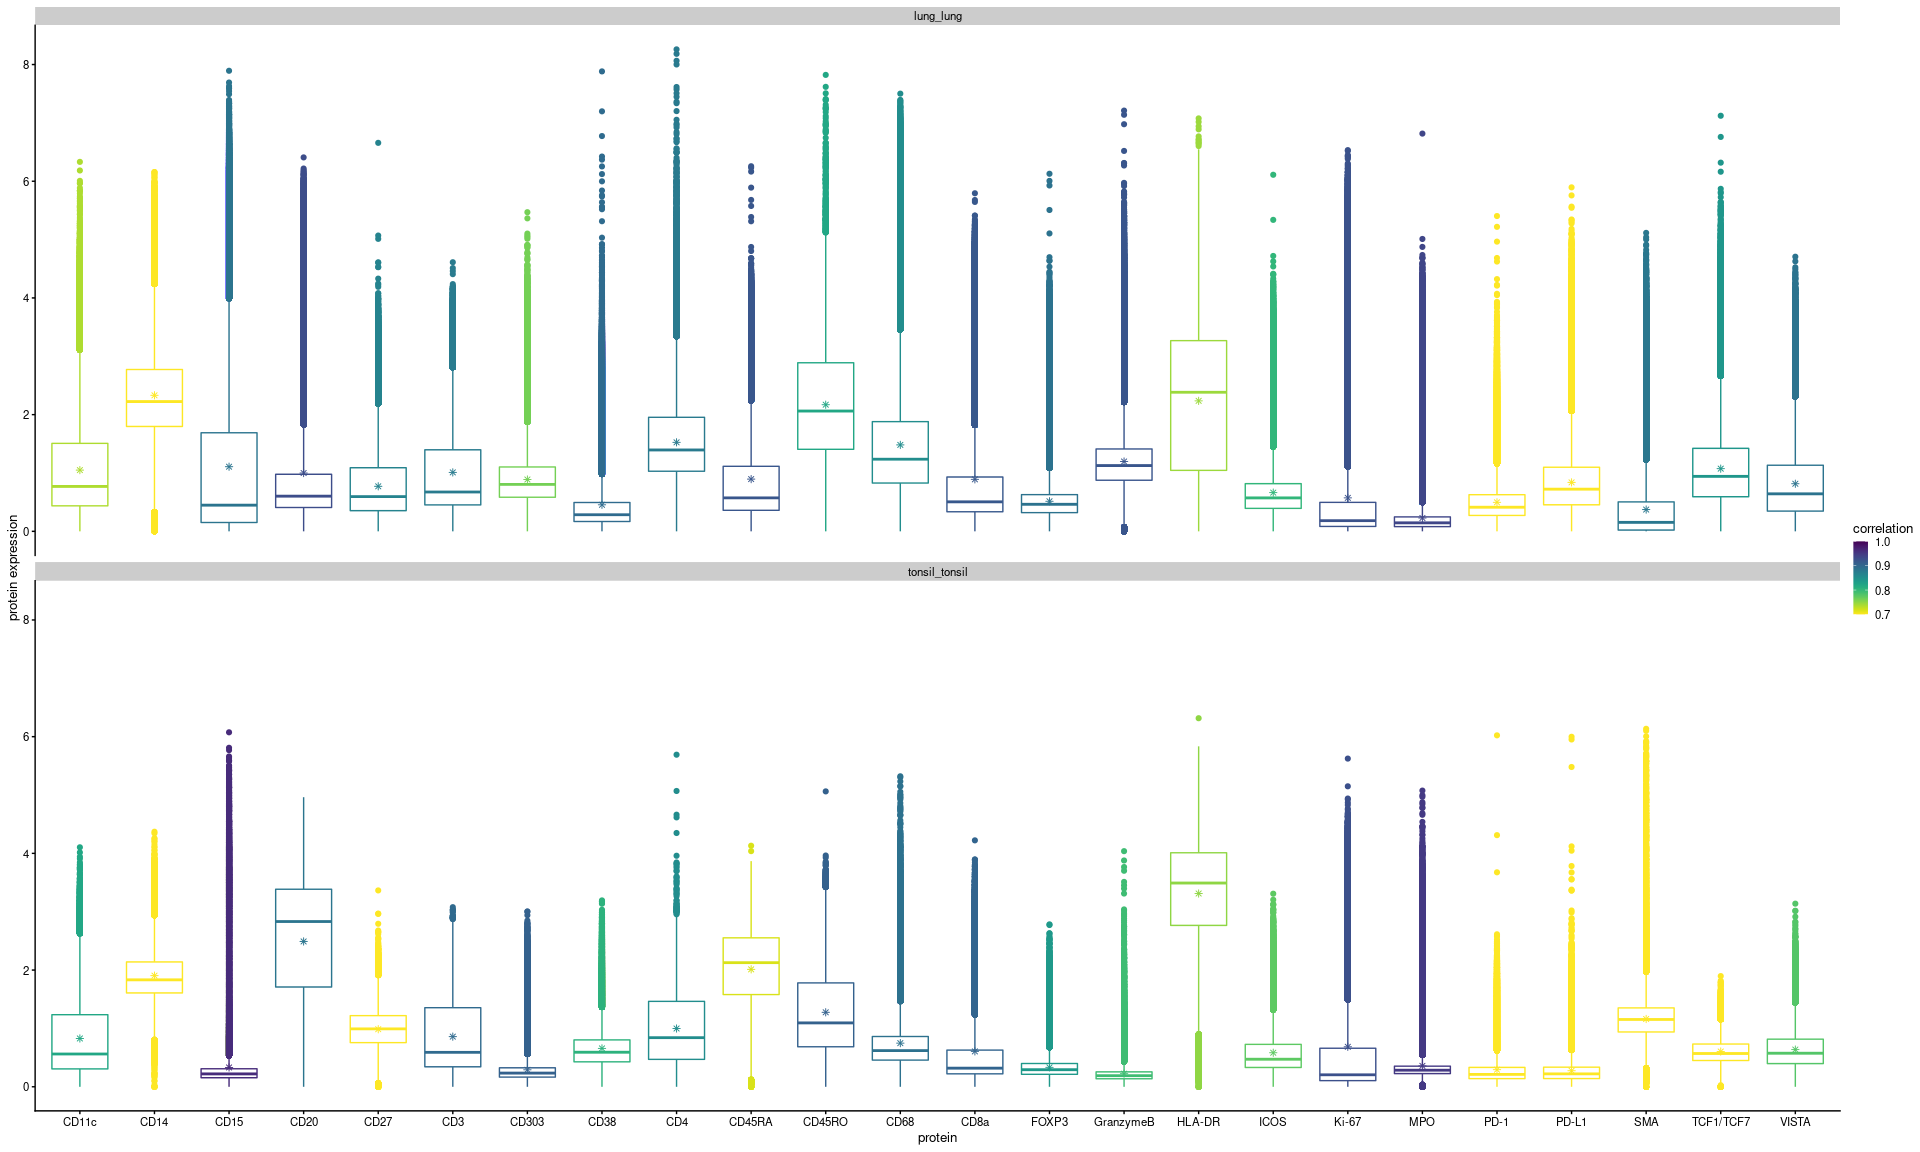 lung_lung
8
6
4
2
0
protein expression
tonsil_tonsil
8
6
4
2
0
CD11c CD14 CD15 CD20 CD27 CD3 CD303 CD38 CD4 CD45RA CD45RO CD68 CD8a FOXP3 GranzymeB HLA-DR ICOS Ki-67 MPO PD-1 PD-L1 SMA TCF1/TCF7 VISTA
protein
correlation
1.0
0.9
0.8
0.7